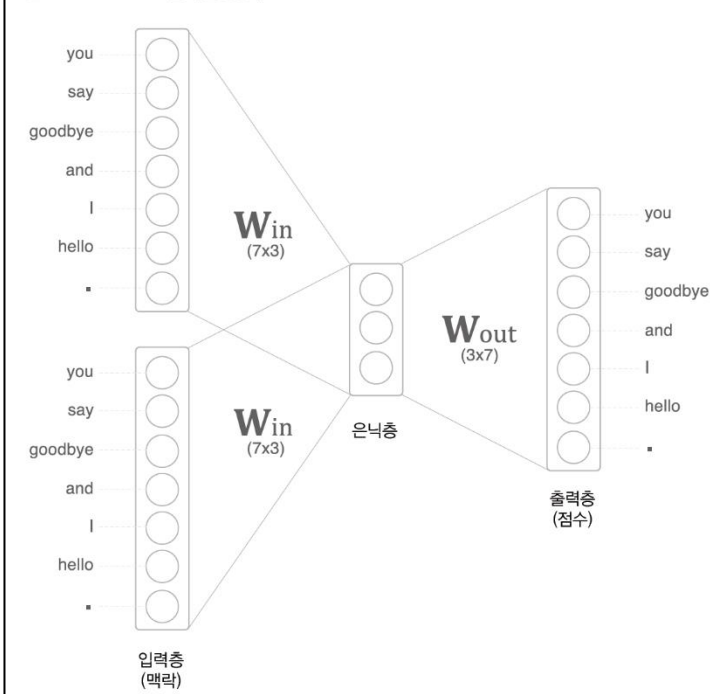 you
say
goodbye
and
I
hello
.
Win
(7x3)
you
say
goodbye
and
I
hello
.
Win
(7x3)
입력층
(맥락)
은닉층
Wout
(3x7)
you
say
goodbye
and
I
hello
.
출력층
(점수)